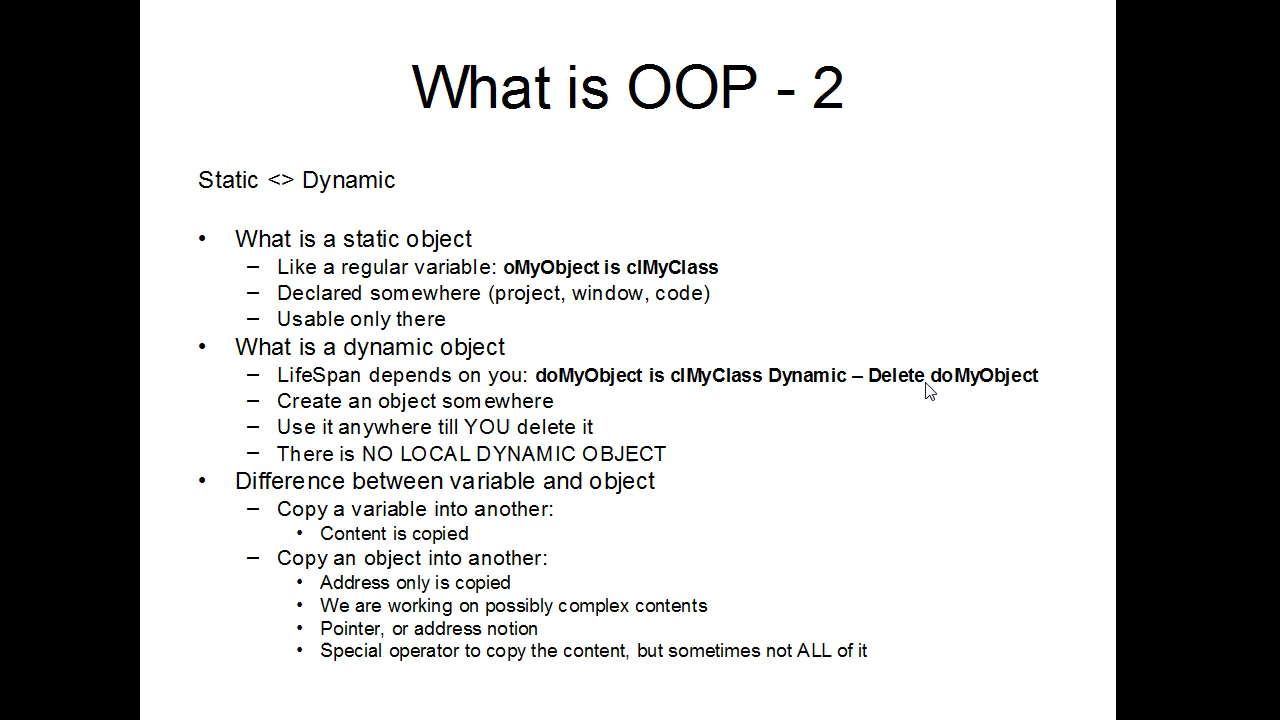 What is OOP - 2
Static <> Dynamic
• What is a static object
– Like a regular variable: oMyObject is clMyClass
– Declared somewhere (project, window, code)
– Usable only there
• What is a dynamic object
– LifeSpan depends on you: doMyObject is clMyClass Dynamic – Delete doMyObject
– Create an object somewhere
– Use it anywhere till YOU delete it
– There is NO LOCAL DYNAMIC OBJECT
• Difference between variable and object
– Copy a variable into another:
• Content is copied
– Copy an object into another:
• Address only is copied
• We are working on possibly complex contents
• Pointer, or address notion
• Special operator to copy the content, but sometimes not ALL of it